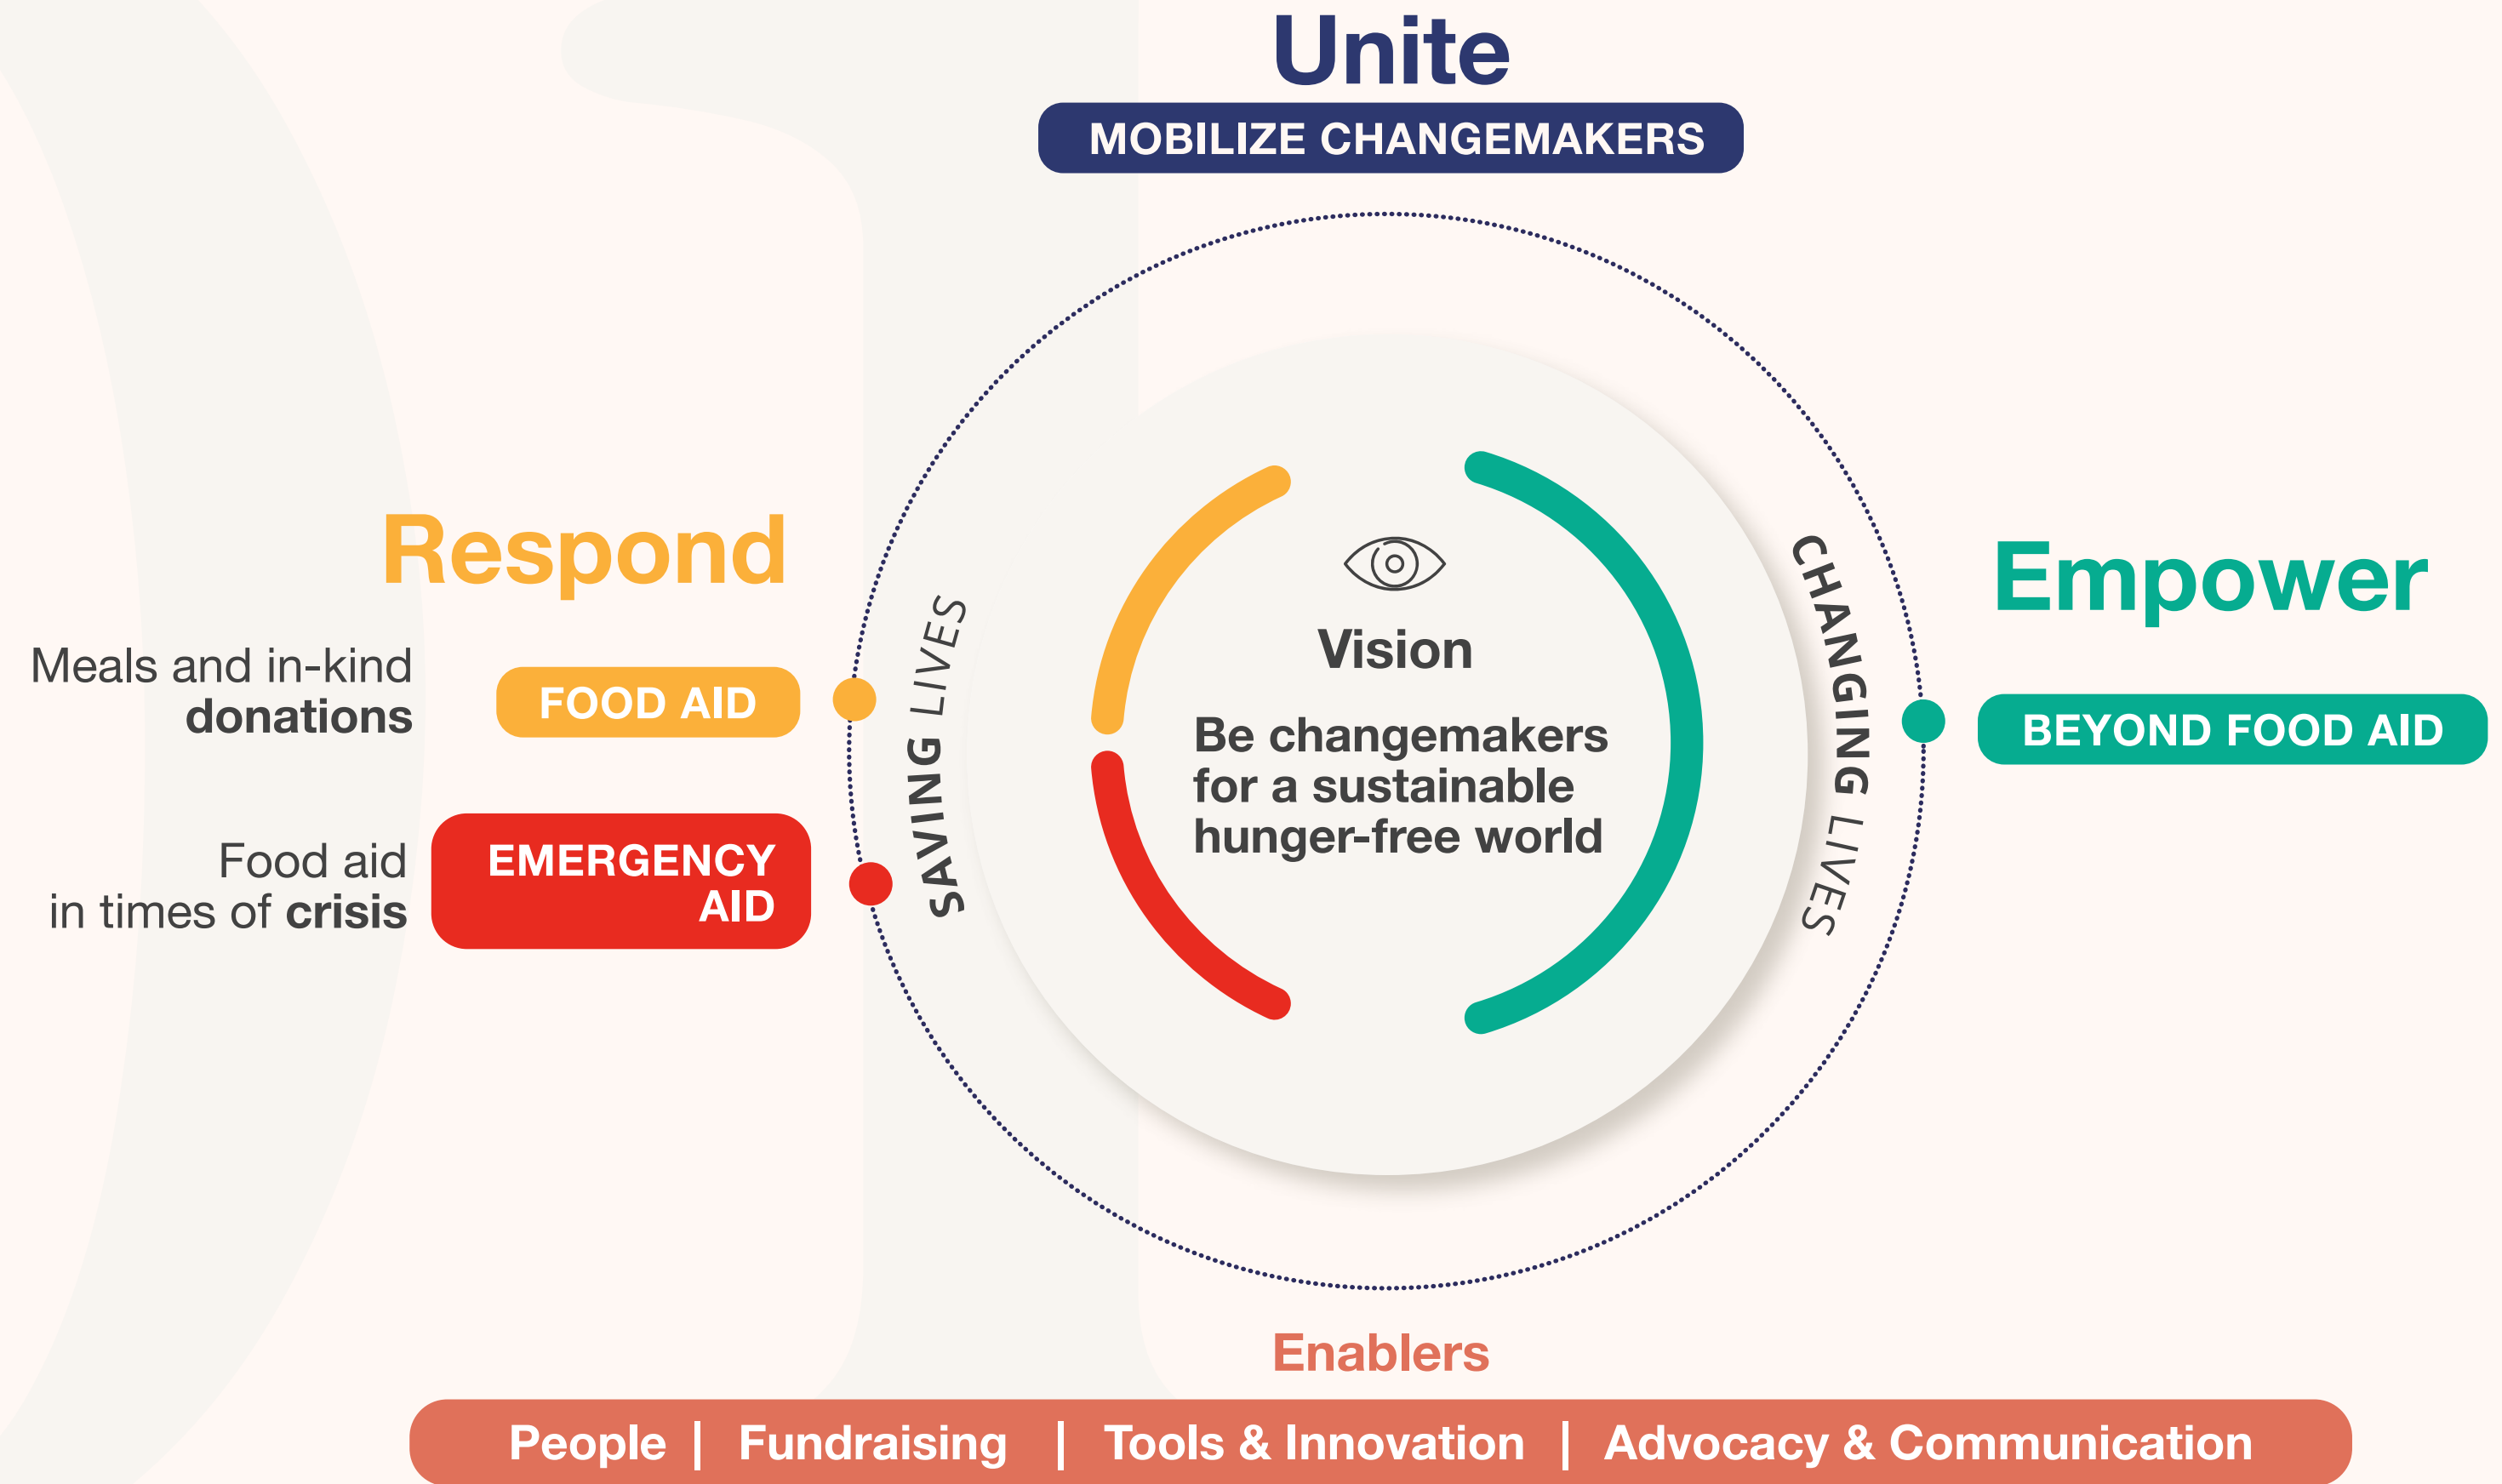 Unite
MOBILIZE CHANGEMAKERS
Respond
Meals and in-kind
donations
FOOD AID
Food aid
in times of crisis
EMERGENCY
AID
SAVING LIVES
Vision
Be changemakers
for a sustainable
hunger-free world
CHANGING LIVES
Empower
BEYOND FOOD AID
Enablers
People | Fundraising | Tools & Innovation | Advocacy & Communication